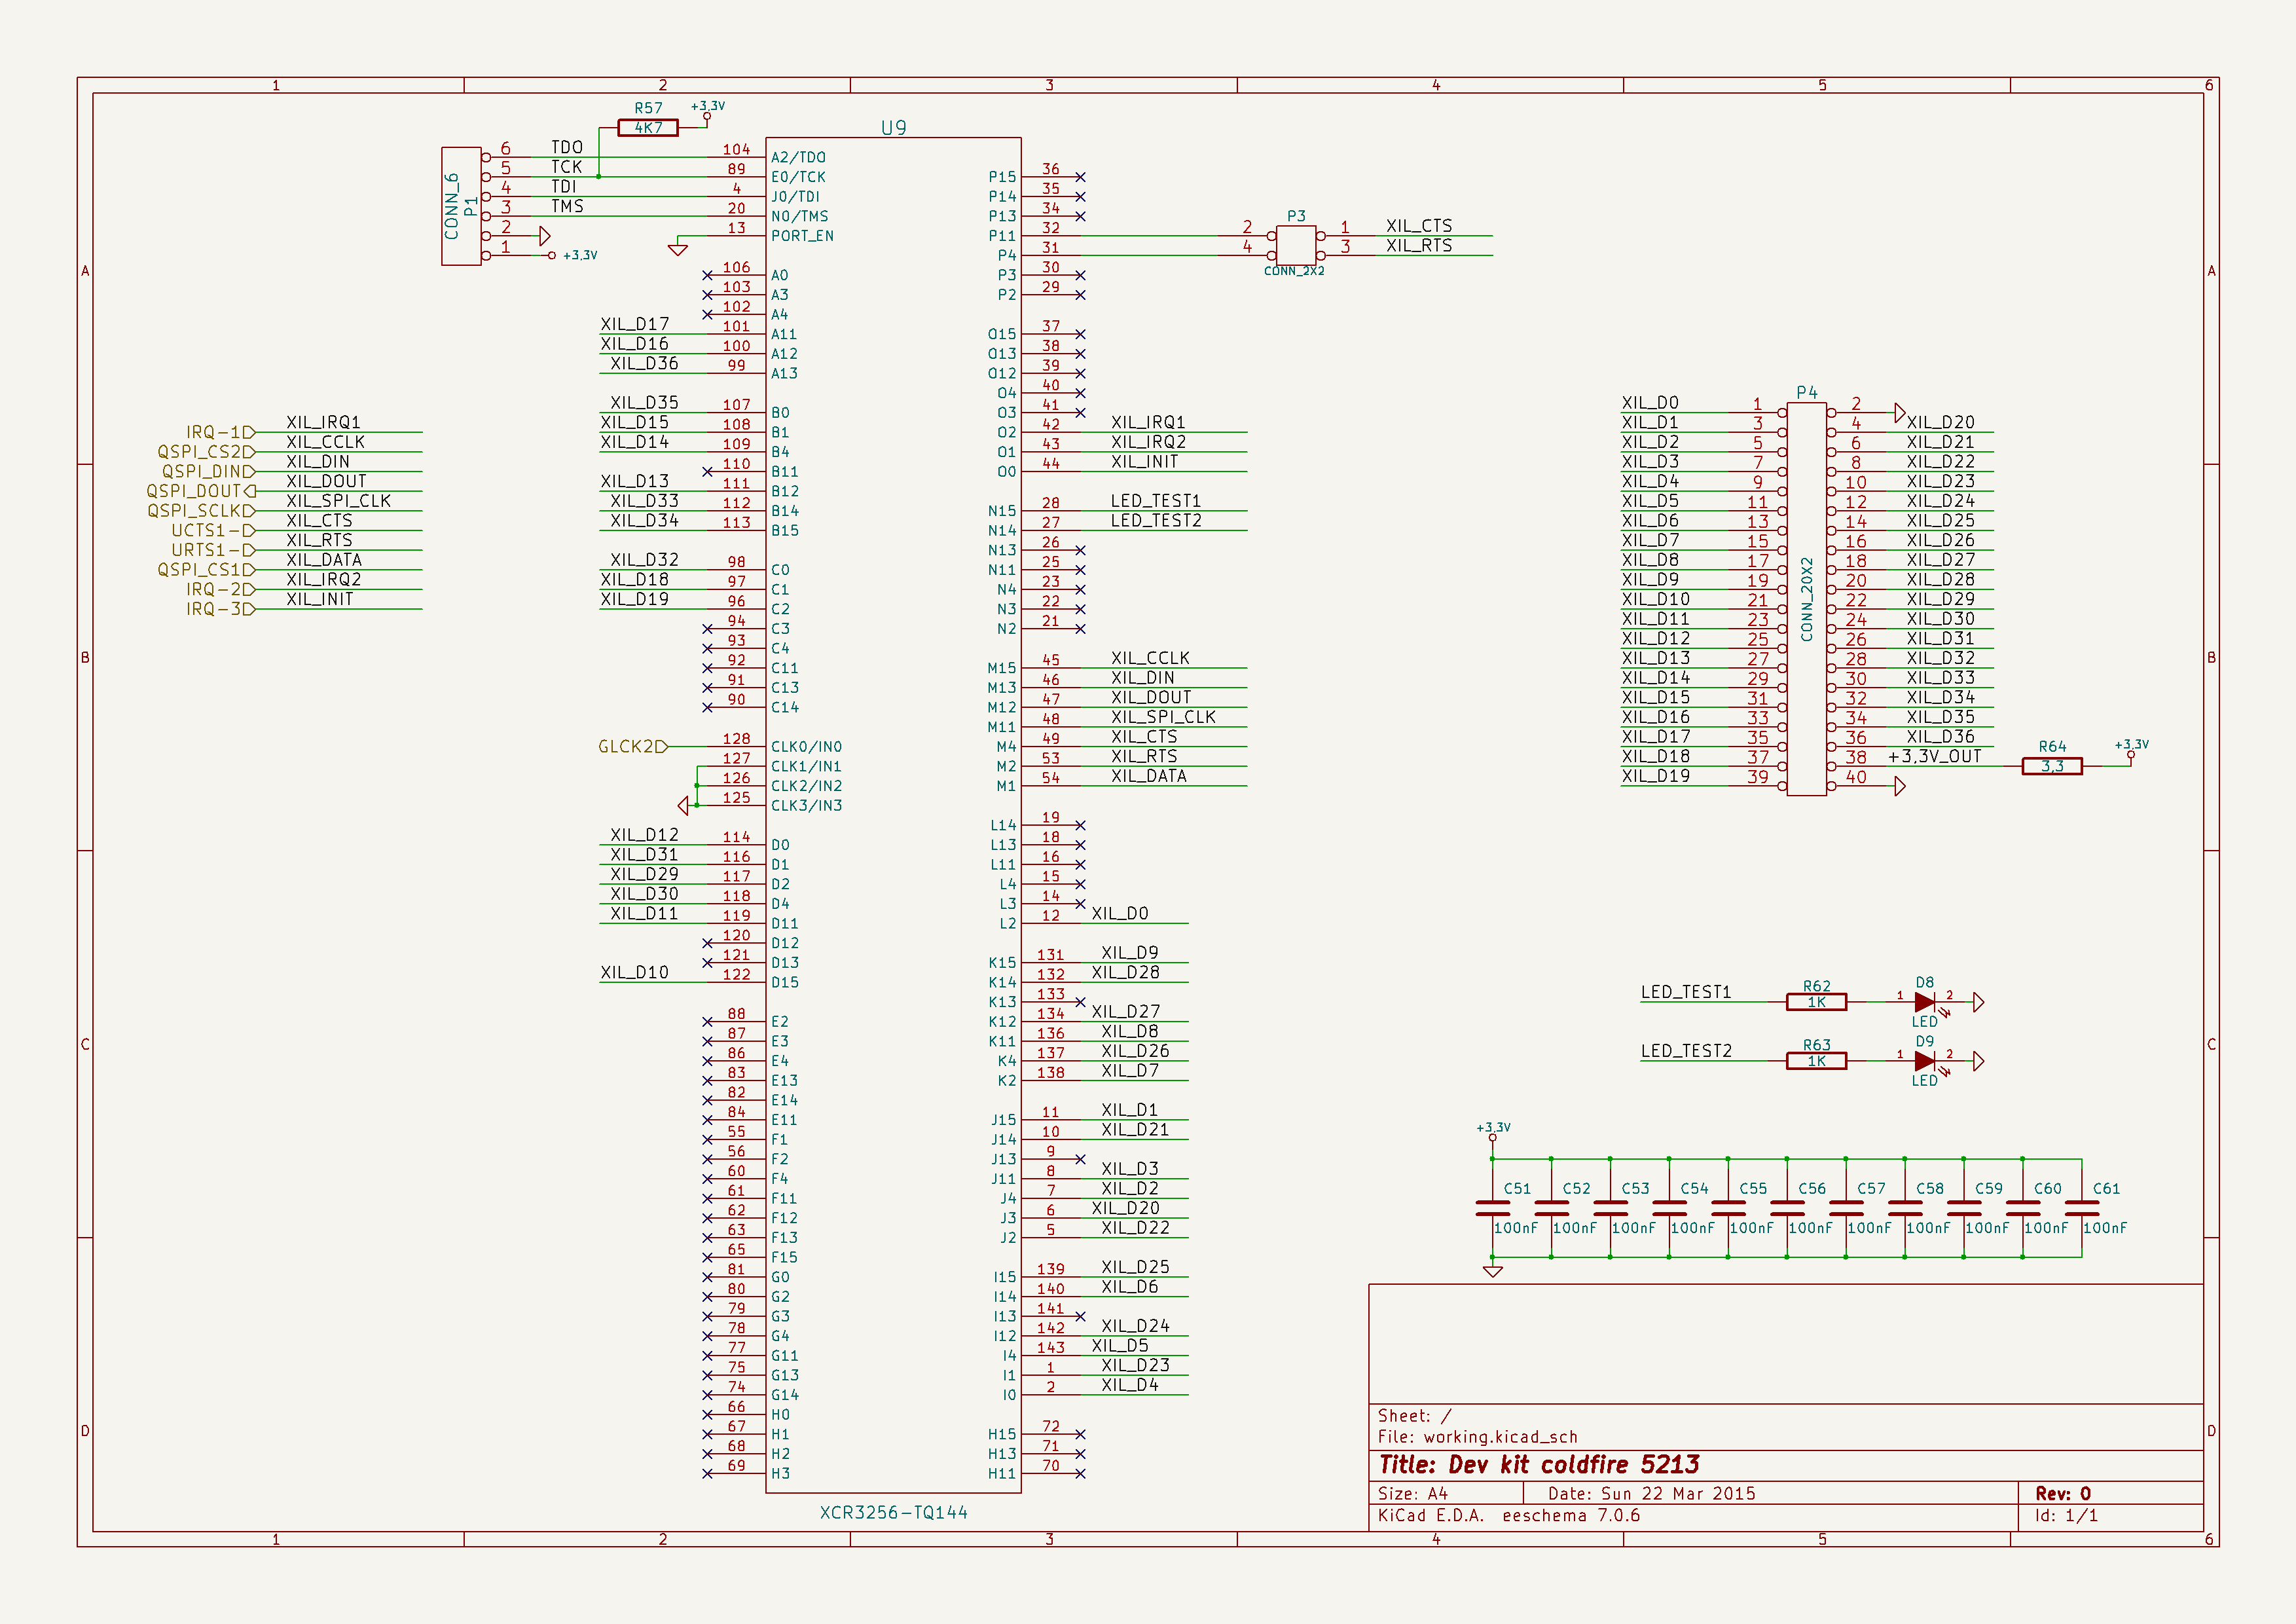 1 2 3 4 5 6
R57
4K7
+3,3V
CONN_6
P1
6 TDO
5 TCK
4 TDI
3 TMS
2
1 +3,3V
U9
104 A2/TDO
89 E0/TCK
4 J0/TDI
20 N0/TMS
13 PORT_EN
106 A0
103 A3
102 A4
XIL_D17 101 A11
XIL_D16 100 A12
XIL_D36 99 A13
XIL_D35 107 B0
XIL_D15 108 B1
XIL_D14 109 B4
110 B11
XIL_D13 111 B12
XIL_D33 112 B14
XIL_D34 113 B15
XIL_D32 98 C0
XIL_D18 97 C1
XIL_D19 96 C2
94 C3
93 C4
92 C11
91 C13
90 C14
GLCK2 128 CLK0/IN0
127 CLK1/IN1
126 CLK2/IN2
125 CLK3/IN3
XIL_D12 114 D0
XIL_D31 116 D1
XIL_D29 117 D2
XIL_D30 118 D4
XIL_D11 119 D11
120 D12
121 D13
XIL_D10 122 D15
88 E2
87 E3
86 E4
83 E13
82 E14
84 E11
55 F1
56 F2
60 F4
61 F11
62 F12
63 F13
65 F15
81 G0
80 G2
79 G3
78 G4
77 G11
75 G13
74 G14
66 H0
67 H1
68 H2
69 H3
P15 36
P14 35
P13 34
P11 32
P4 31
P3 30
P2 29
O15 37
O13 38
O12 39
O4 40
O3 41
O2 42 XIL_IRQ1
O1 43 XIL_IRQ2
O0 44 XIL_INIT
N15 28 LED_TEST1
N14 27 LED_TEST2
N13 26
N11 25
N4 23
N3 22
N2 21
M15 45 XIL_CCLK
M13 46 XIL_DIN
M12 47 XIL_DOUT
M11 48 XIL_SPI_CLK
M4 49 XIL_CTS
M2 53 XIL_RTS
M1 54 XIL_DATA
L14 19
L13 18
L11 16
L4 15
L3 14
L2 12 XIL_D0
K15 131 XIL_D9
K14 132 XIL_D28
K13 133
K12 134 XIL_D27
K11 136 XIL_D8
K4 137 XIL_D26
K2 138 XIL_D7
J15 11 XIL_D1
J14 10 XIL_D21
J13 9
J11 8 XIL_D3
J4 7 XIL_D2
J3 6 XIL_D20
J2 5 XIL_D22
I15 139 XIL_D25
I14 140 XIL_D6
I13 141
I12 142 XIL_D24
I4 143 XIL_D5
I1 1 XIL_D23
I0 2 XIL_D4
H15 72
H13 71
H11 70
XCR3256-TQ144
IRQ-1 XIL_IRQ1
QSPI_CS2 XIL_CCLK
QSPI_DIN XIL_DIN
QSPI_DOUT XIL_DOUT
QSPI_SCLK XIL_SPI_CLK
UCTS1- XIL_CTS
URTS1- XIL_RTS
QSPI_CS1 XIL_DATA
IRQ-2 XIL_IRQ2
IRQ-3 XIL_INIT
P3
2 1 XIL_CTS
4 3 XIL_RTS
CONN_2X2
P4
CONN_20X2
XIL_D0 1 2
XIL_D1 3 4 XIL_D20
XIL_D2 5 6 XIL_D21
XIL_D3 7 8 XIL_D22
XIL_D4 9 10 XIL_D23
XIL_D5 11 12 XIL_D24
XIL_D6 13 14 XIL_D25
XIL_D7 15 16 XIL_D26
XIL_D8 17 18 XIL_D27
XIL_D9 19 20 XIL_D28
XIL_D10 21 22 XIL_D29
XIL_D11 23 24 XIL_D30
XIL_D12 25 26 XIL_D31
XIL_D13 27 28 XIL_D32
XIL_D14 29 30 XIL_D33
XIL_D15 31 32 XIL_D34
XIL_D16 33 34 XIL_D35
XIL_D17 35 36 XIL_D36
XIL_D18 37 38 +3,3V_OUT
XIL_D19 39 40
R64
3,3
+3,3V
LED_TEST1 R62 1K 1 D8 2 LED
LED_TEST2 R63 1K 1 D9 2 LED
+3,3V
C51 C52 C53 C54 C55 C56 C57 C58 C59 C60 C61
100nF 100nF 100nF 100nF 100nF 100nF 100nF 100nF 100nF 100nF 100nF
A A
B B
C C
D D
Sheet: /
File: working.kicad_sch
Title: Dev kit coldfire 5213
Size: A4 Date: Sun 22 Mar 2015 Rev: 0
KiCad E.D.A. eeschema 7.0.6 Id: 1/1
1 2 3 4 5 6